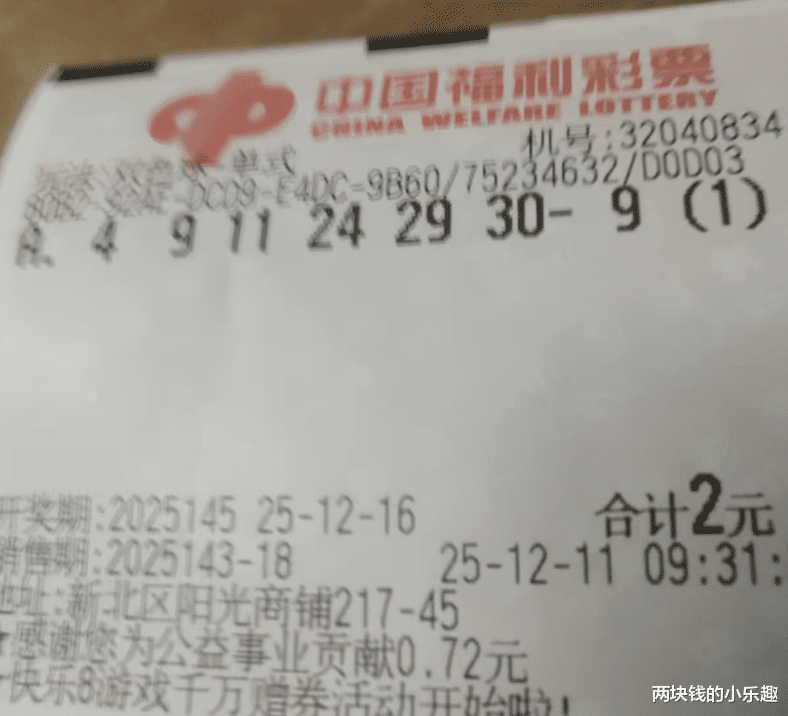 中国福利彩票
CHINA WELFARE LOTTERY
机号:32040834
玩法:双色球-单式
-DCD9-E4DC-9B60/75234632/D0D03
A. 4 9 11 24 29 30- 9 (1)
开奖期:2025145 25-12-16 合计2元
销售期:2025143-18 25-12-11 09:31:
地址:新北区阳光商铺217-45
*感谢您为公益事业贡献0.72元
*快乐8游戏千万赠券活动开始啦!
两块钱的小乐趣